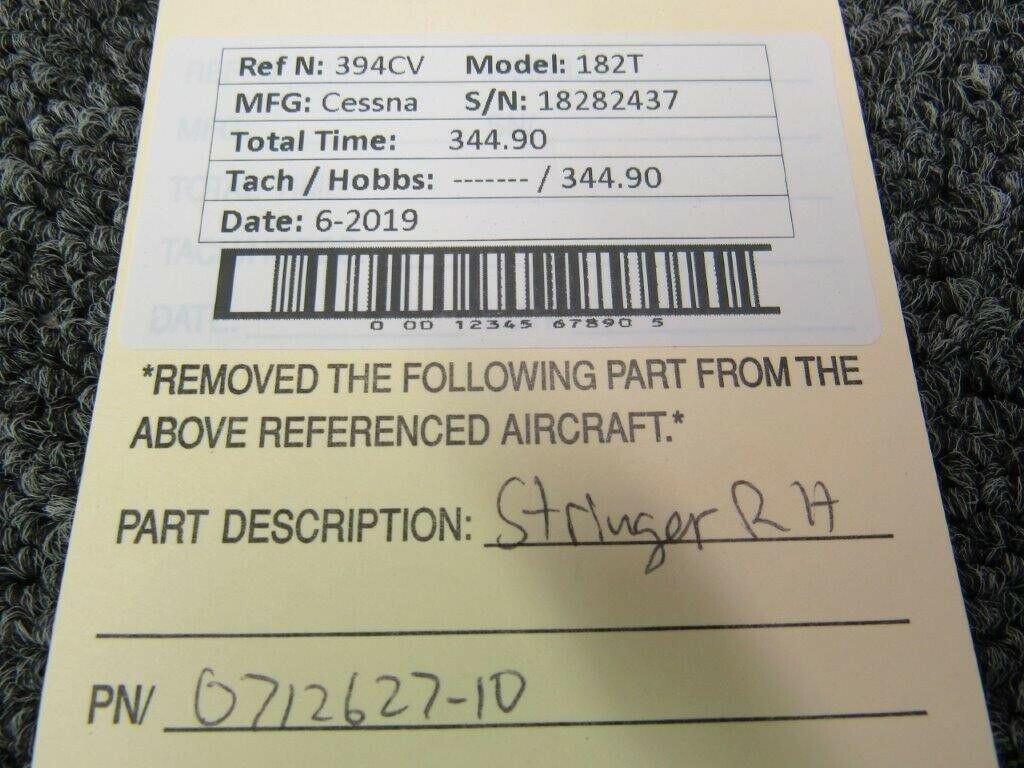 Ref N: 394CV Model: 182T
MFG: Cessna S/N: 18282437
Total Time: 344.90
Tach / Hobbs: ------- / 344.90
Date: 6-2019
0 00 12345 67890 5
*REMOVED THE FOLLOWING PART FROM THE
ABOVE REFERENCED AIRCRAFT.*
PART DESCRIPTION: Stringer RH
PN/ 0712627-10